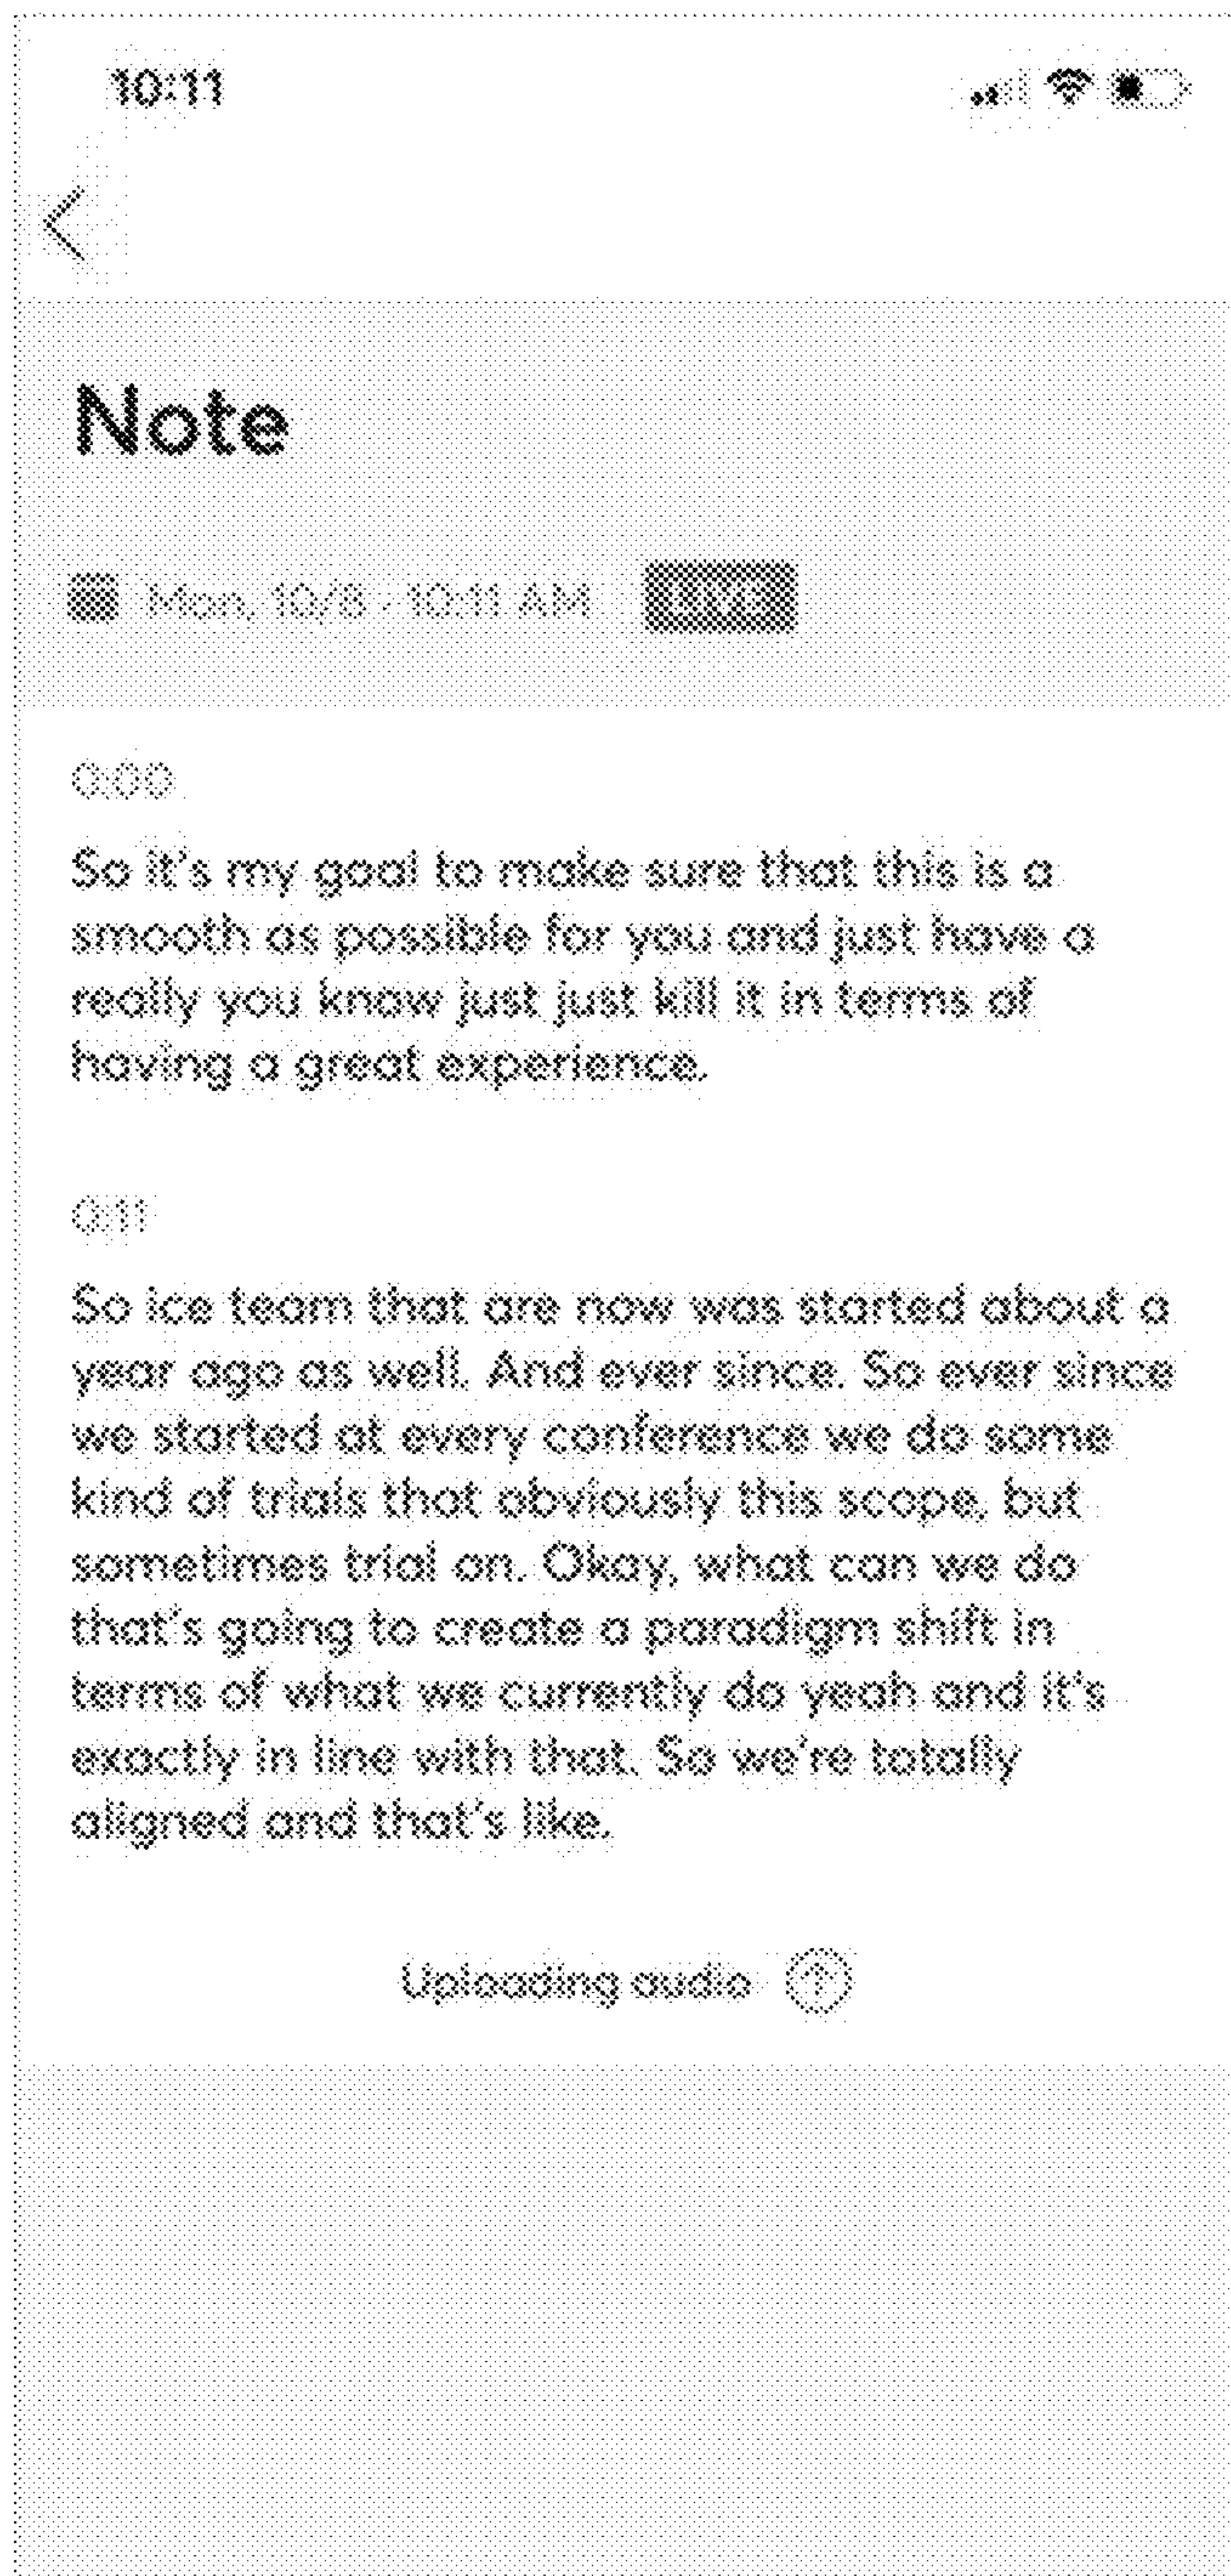 10:11
Note
Mon, 10/8 · 10:11 AM LIVE
0:00
So it's my goal to make sure that this is a
smooth as possible for you and just have a
really you know just just kill it in terms of
having a great experience.
0:11
So ice team that are now was started about a
year ago as well. And ever since. So ever since
we started at every conference we do some
kind of trials that obviously this scope, but
sometimes trial on. Okay, what can we do
that's going to create a paradigm shift in
terms of what we currently do yeah and it's
exactly in line with that. So we're totally
aligned and that's like.
Uploading audio